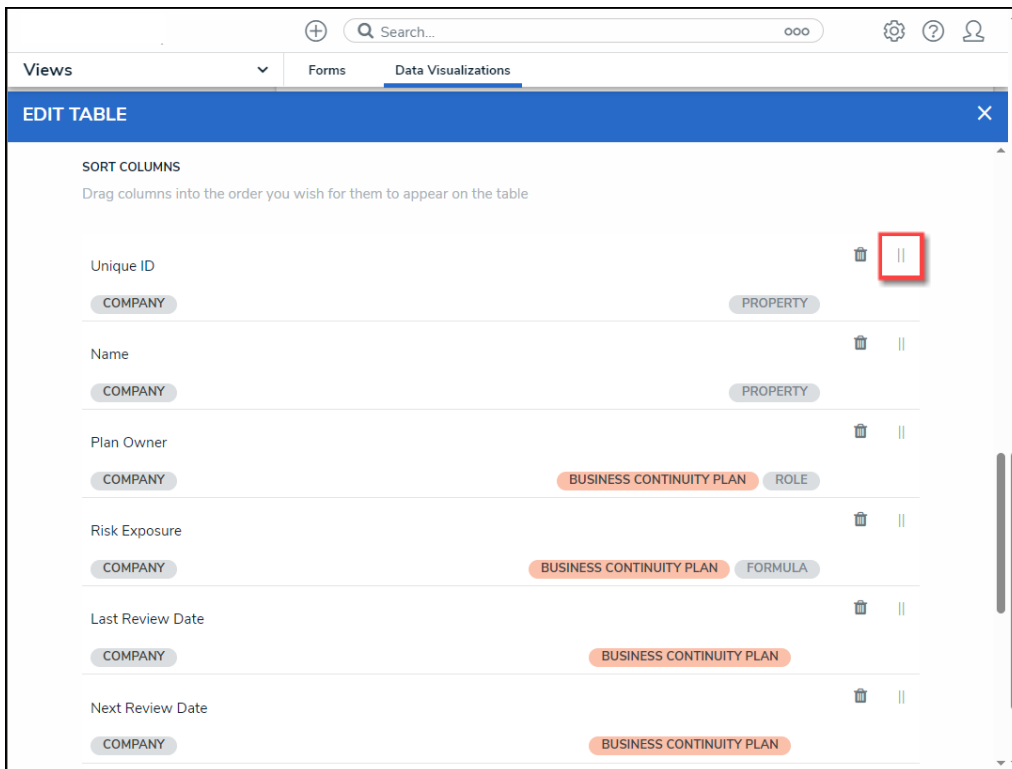 Search...
Views
Forms
Data Visualizations
EDIT TABLE
SORT COLUMNS
Drag columns into the order you wish for them to appear on the table
Unique ID
COMPANY PROPERTY
Name
COMPANY PROPERTY
Plan Owner
COMPANY BUSINESS CONTINUITY PLAN ROLE
Risk Exposure
COMPANY BUSINESS CONTINUITY PLAN FORMULA
Last Review Date
COMPANY BUSINESS CONTINUITY PLAN
Next Review Date
COMPANY BUSINESS CONTINUITY PLAN